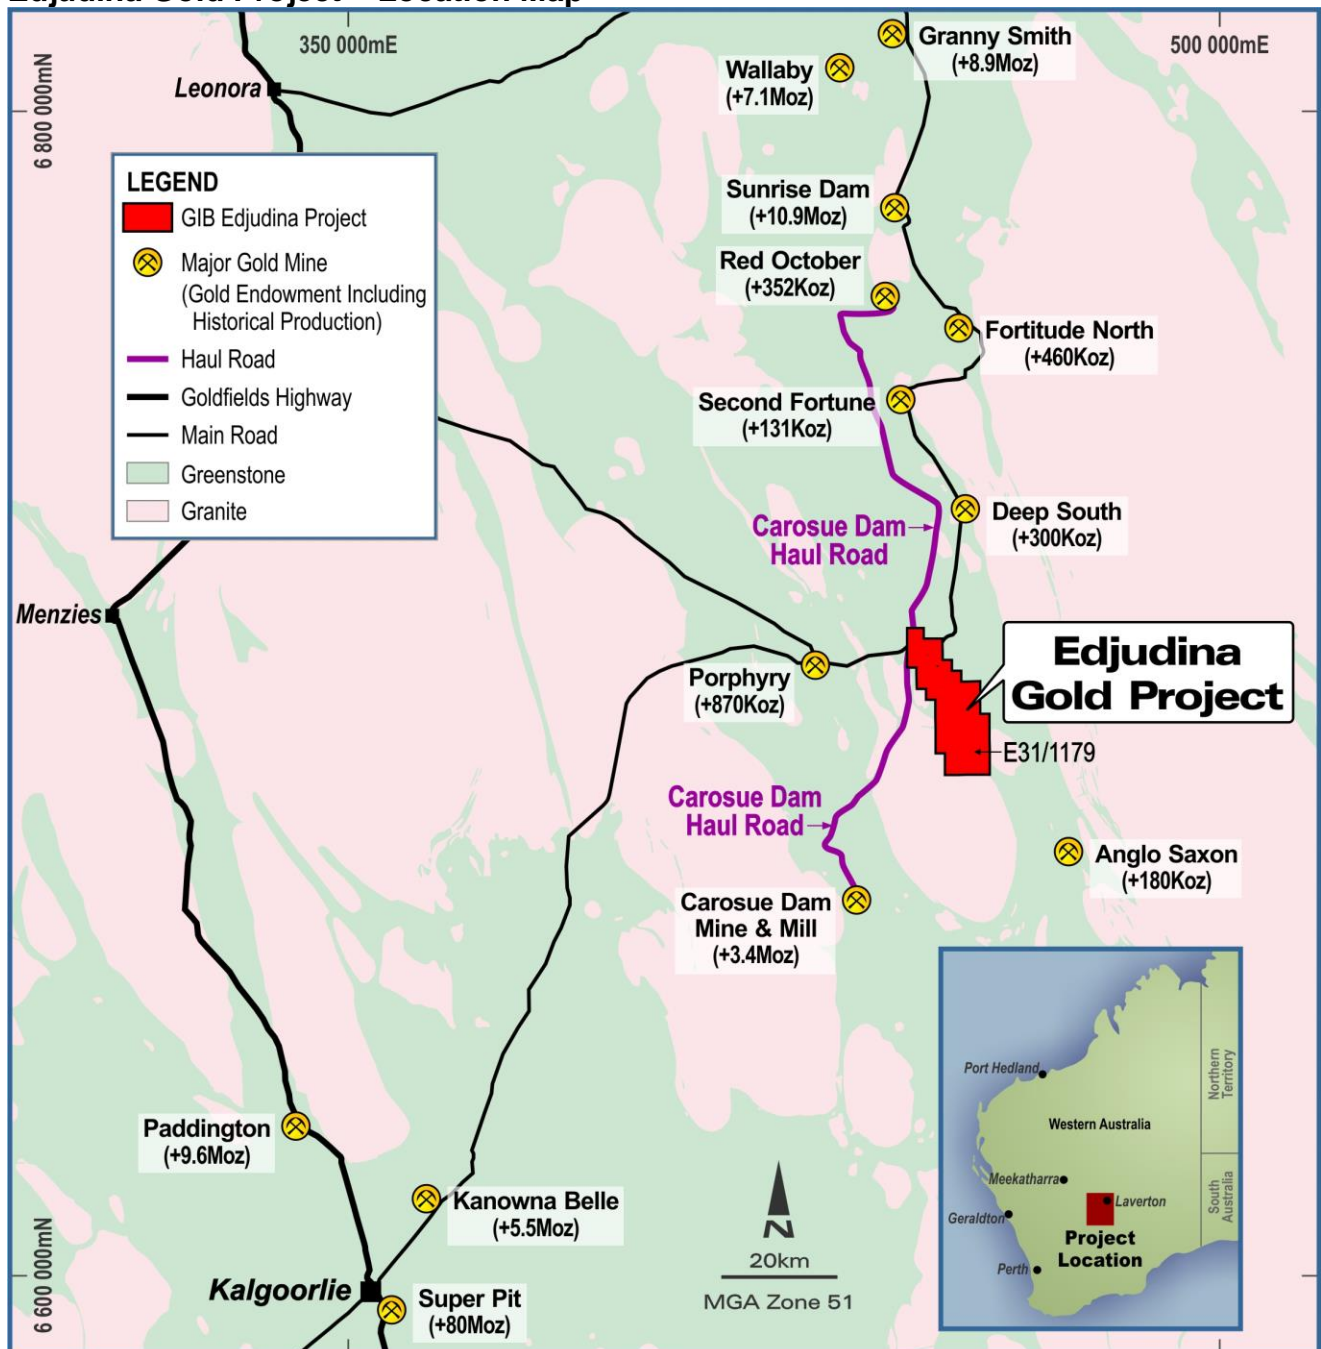 Edjudina Gold Project – Location Map
350 000mE
500 000mE
6 800 000mN
6 600 000mN
Leonora
Granny Smith
(+8.9Moz)
Wallaby
(+7.1Moz)
LEGEND
GIB Edjudina Project
Major Gold Mine
(Gold Endowment Including
Historical Production)
Haul Road
Goldfields Highway
Main Road
Greenstone
Granite
Sunrise Dam
(+10.9Moz)
Red October
(+352Koz)
Fortitude North
(+460Koz)
Second Fortune
(+131Koz)
Carosue Dam
Haul Road
Deep South
(+300Koz)
Menzies
Porphyry
(+870Koz)
Edjudina
Gold Project
E31/1179
Carosue Dam
Haul Road
Anglo Saxon
(+180Koz)
Carosue Dam
Mine & Mill
(+3.4Moz)
Paddington
(+9.6Moz)
Kanowna Belle
(+5.5Moz)
Kalgoorlie
Super Pit
(+80Moz)
N
20km
MGA Zone 51
Port Hedland
Northern
Territory
Western Australia
Meekatharra
Laverton
South
Australia
Geraldton
Project
Location
Perth